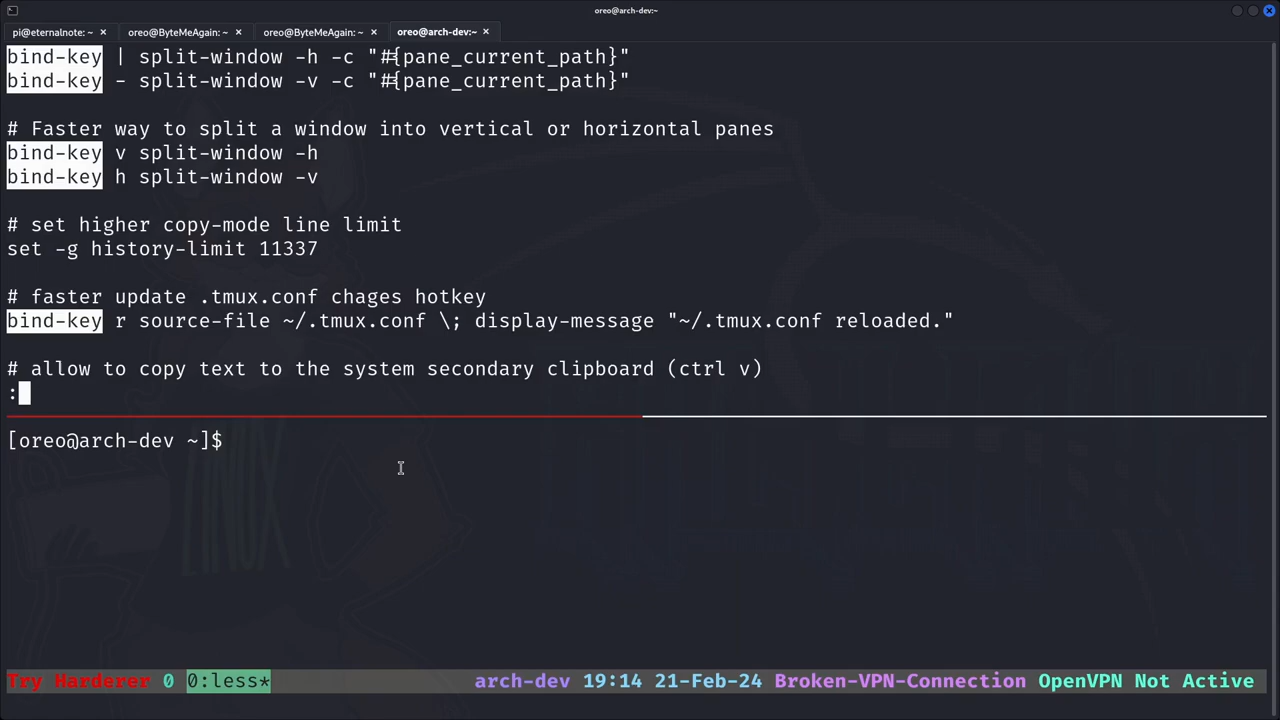 oreo@arch-dev:~
pi@eternalnote: ~ × oreo@ByteMeAgain: ~ × oreo@ByteMeAgain: ~ × oreo@arch-dev:~ ×
bind-key | split-window -h -c "#{pane_current_path}"
bind-key - split-window -v -c "#{pane_current_path}"
# Faster way to split a window into vertical or horizontal panes
bind-key v split-window -h
bind-key h split-window -v
# set higher copy-mode line limit
set -g history-limit 11337
# faster update .tmux.conf chages hotkey
bind-key r source-file ~/.tmux.conf \; display-message "~/.tmux.conf reloaded."
# allow to copy text to the system secondary clipboard (ctrl v)
:
[oreo@arch-dev ~]$
Try Harderer 0 0:less* arch-dev 19:14 21-Feb-24 Broken-VPN-Connection OpenVPN Not Active